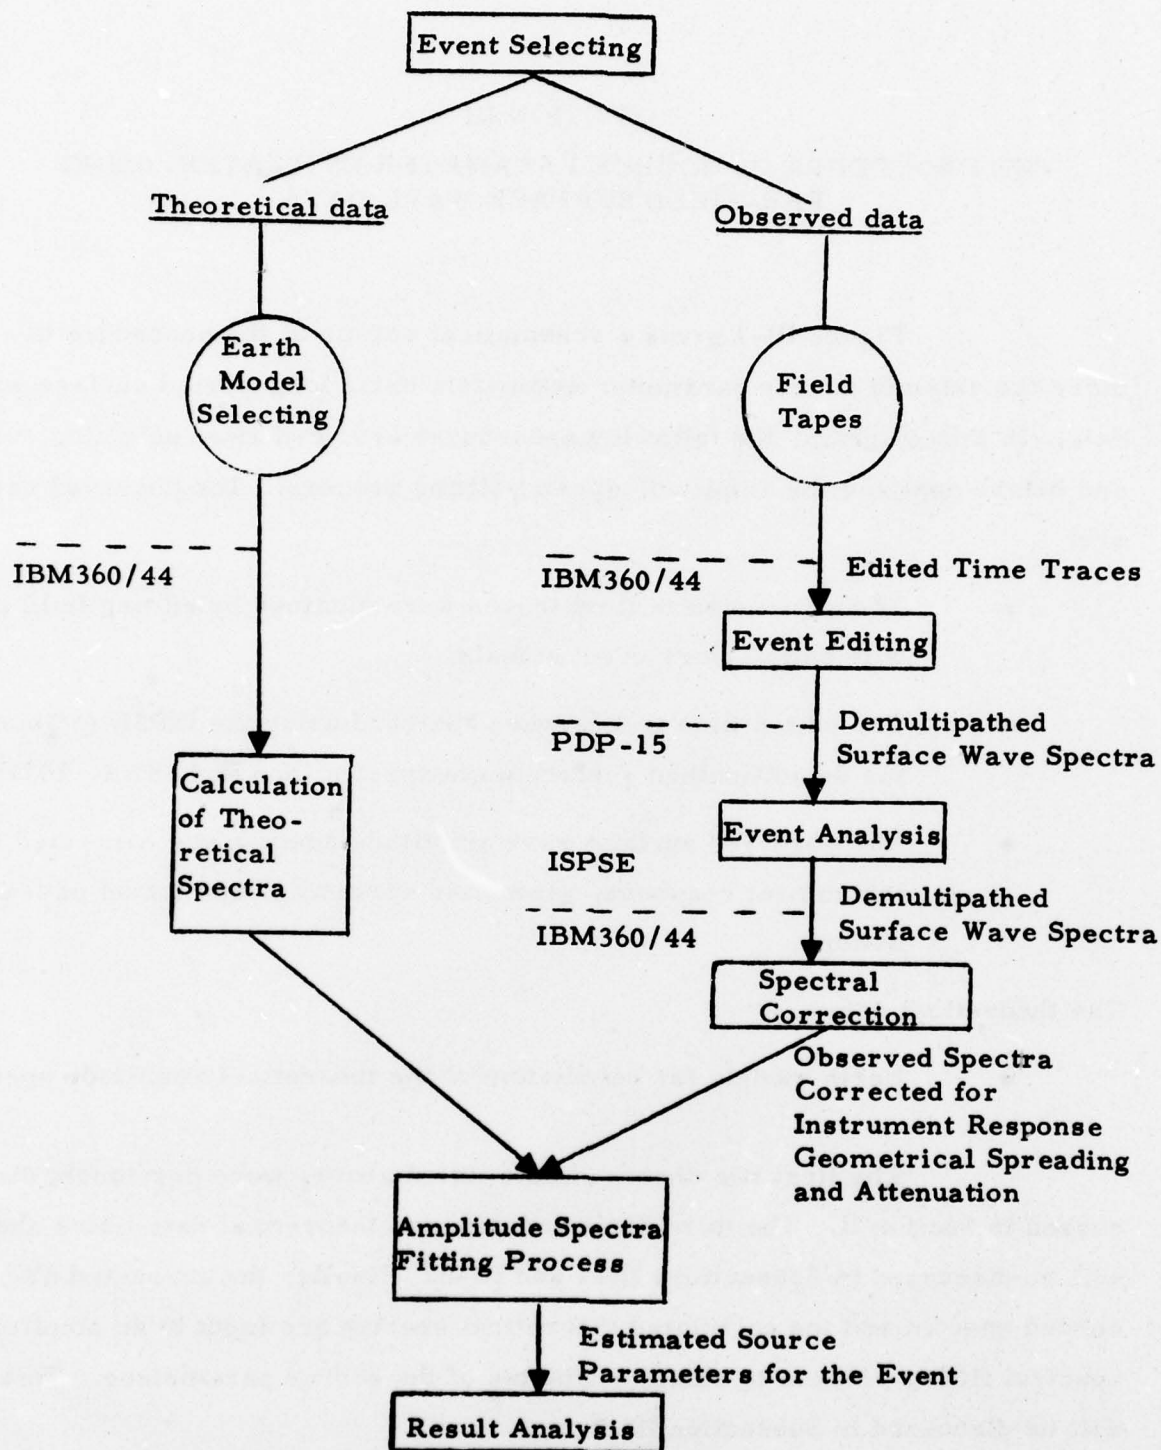 Event Selecting
Theoretical data
Observed data
Earth
Model
Selecting
Field
Tapes
IBM360/44
IBM360/44
Edited Time Traces
Event Editing
PDP-15
Demultipathed
Surface Wave Spectra
Calculation
of Theo-
retical
Spectra
Event Analysis
ISPSE
IBM360/44
Demultipathed
Surface Wave Spectra
Spectral
Correction
Observed Spectra
Corrected for
Instrument Response
Geometrical Spreading
and Attenuation
Amplitude Spectra
Fitting Process
Estimated Source
Parameters for the Event
Result Analysis